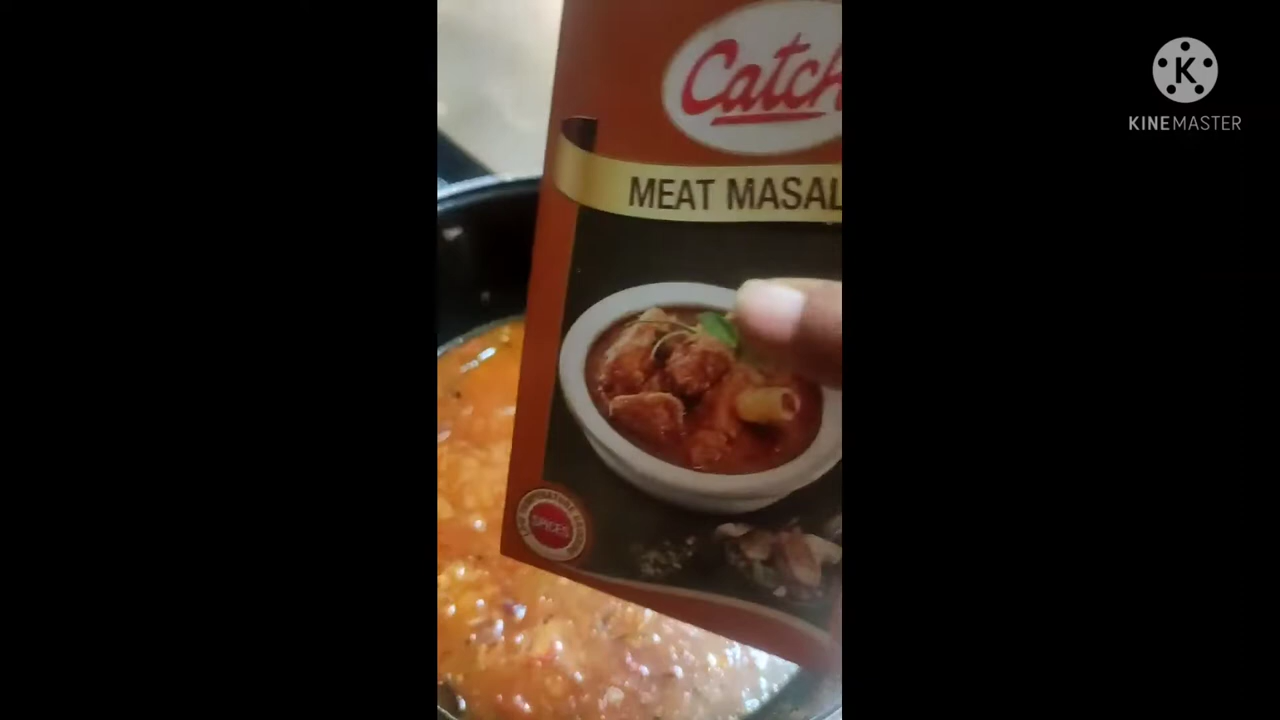 Catch
MEAT MASAL
SPICES
K
KINEMASTER